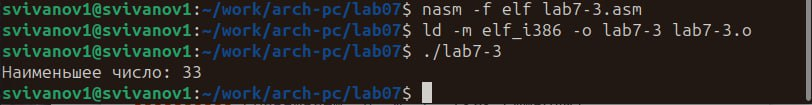 svivanov1@svivanov1:~/work/arch-pc/lab07$ nasm -f elf lab7-3.asm
svivanov1@svivanov1:~/work/arch-pc/lab07$ ld -m elf_i386 -o lab7-3 lab7-3.o
svivanov1@svivanov1:~/work/arch-pc/lab07$ ./lab7-3
Наименьшее число: 33
svivanov1@svivanov1:~/work/arch-pc/lab07$